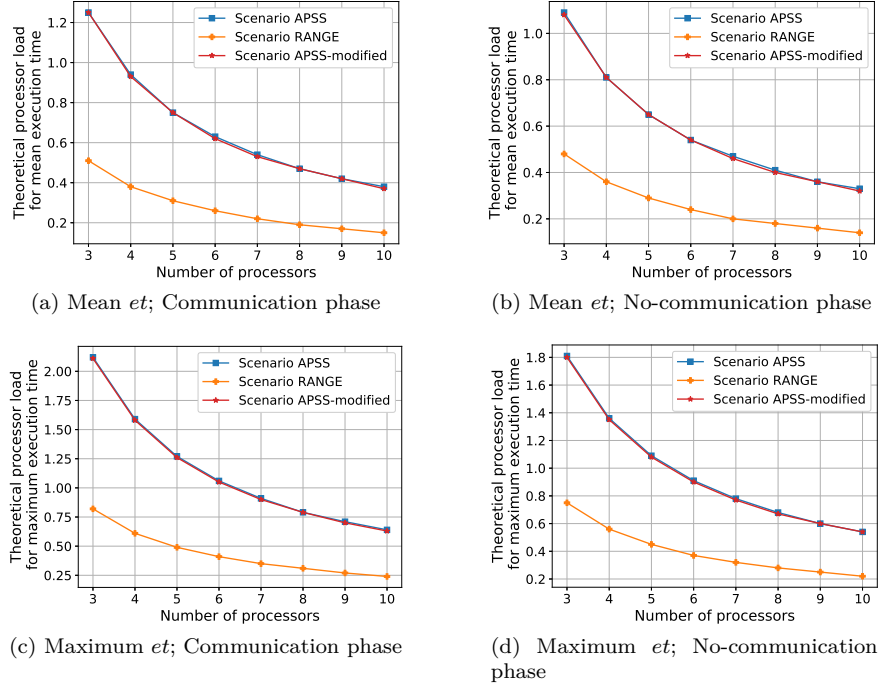 Theoretical processor load
for mean execution time
1.2
1.0
0.8
0.6
0.4
0.2
Scenario APSS
Scenario RANGE
Scenario APSS-modified
3 4 5 6 7 8 9 10
Number of processors
(a) Mean et; Communication phase
Theoretical processor load
for mean execution time
1.0
0.8
0.6
0.4
0.2
Scenario APSS
Scenario RANGE
Scenario APSS-modified
3 4 5 6 7 8 9 10
Number of processors
(b) Mean et; No-communication phase
Theoretical processor load
for maximum execution time
2.00
1.75
1.50
1.25
1.00
0.75
0.50
0.25
Scenario APSS
Scenario RANGE
Scenario APSS-modified
3 4 5 6 7 8 9 10
Number of processors
(c) Maximum et; Communication phase
Theoretical processor load
for maximum execution time
1.8
1.6
1.4
1.2
1.0
0.8
0.6
0.4
0.2
Scenario APSS
Scenario RANGE
Scenario APSS-modified
3 4 5 6 7 8 9 10
Number of processors
(d) Maximum et; No-communication
phase